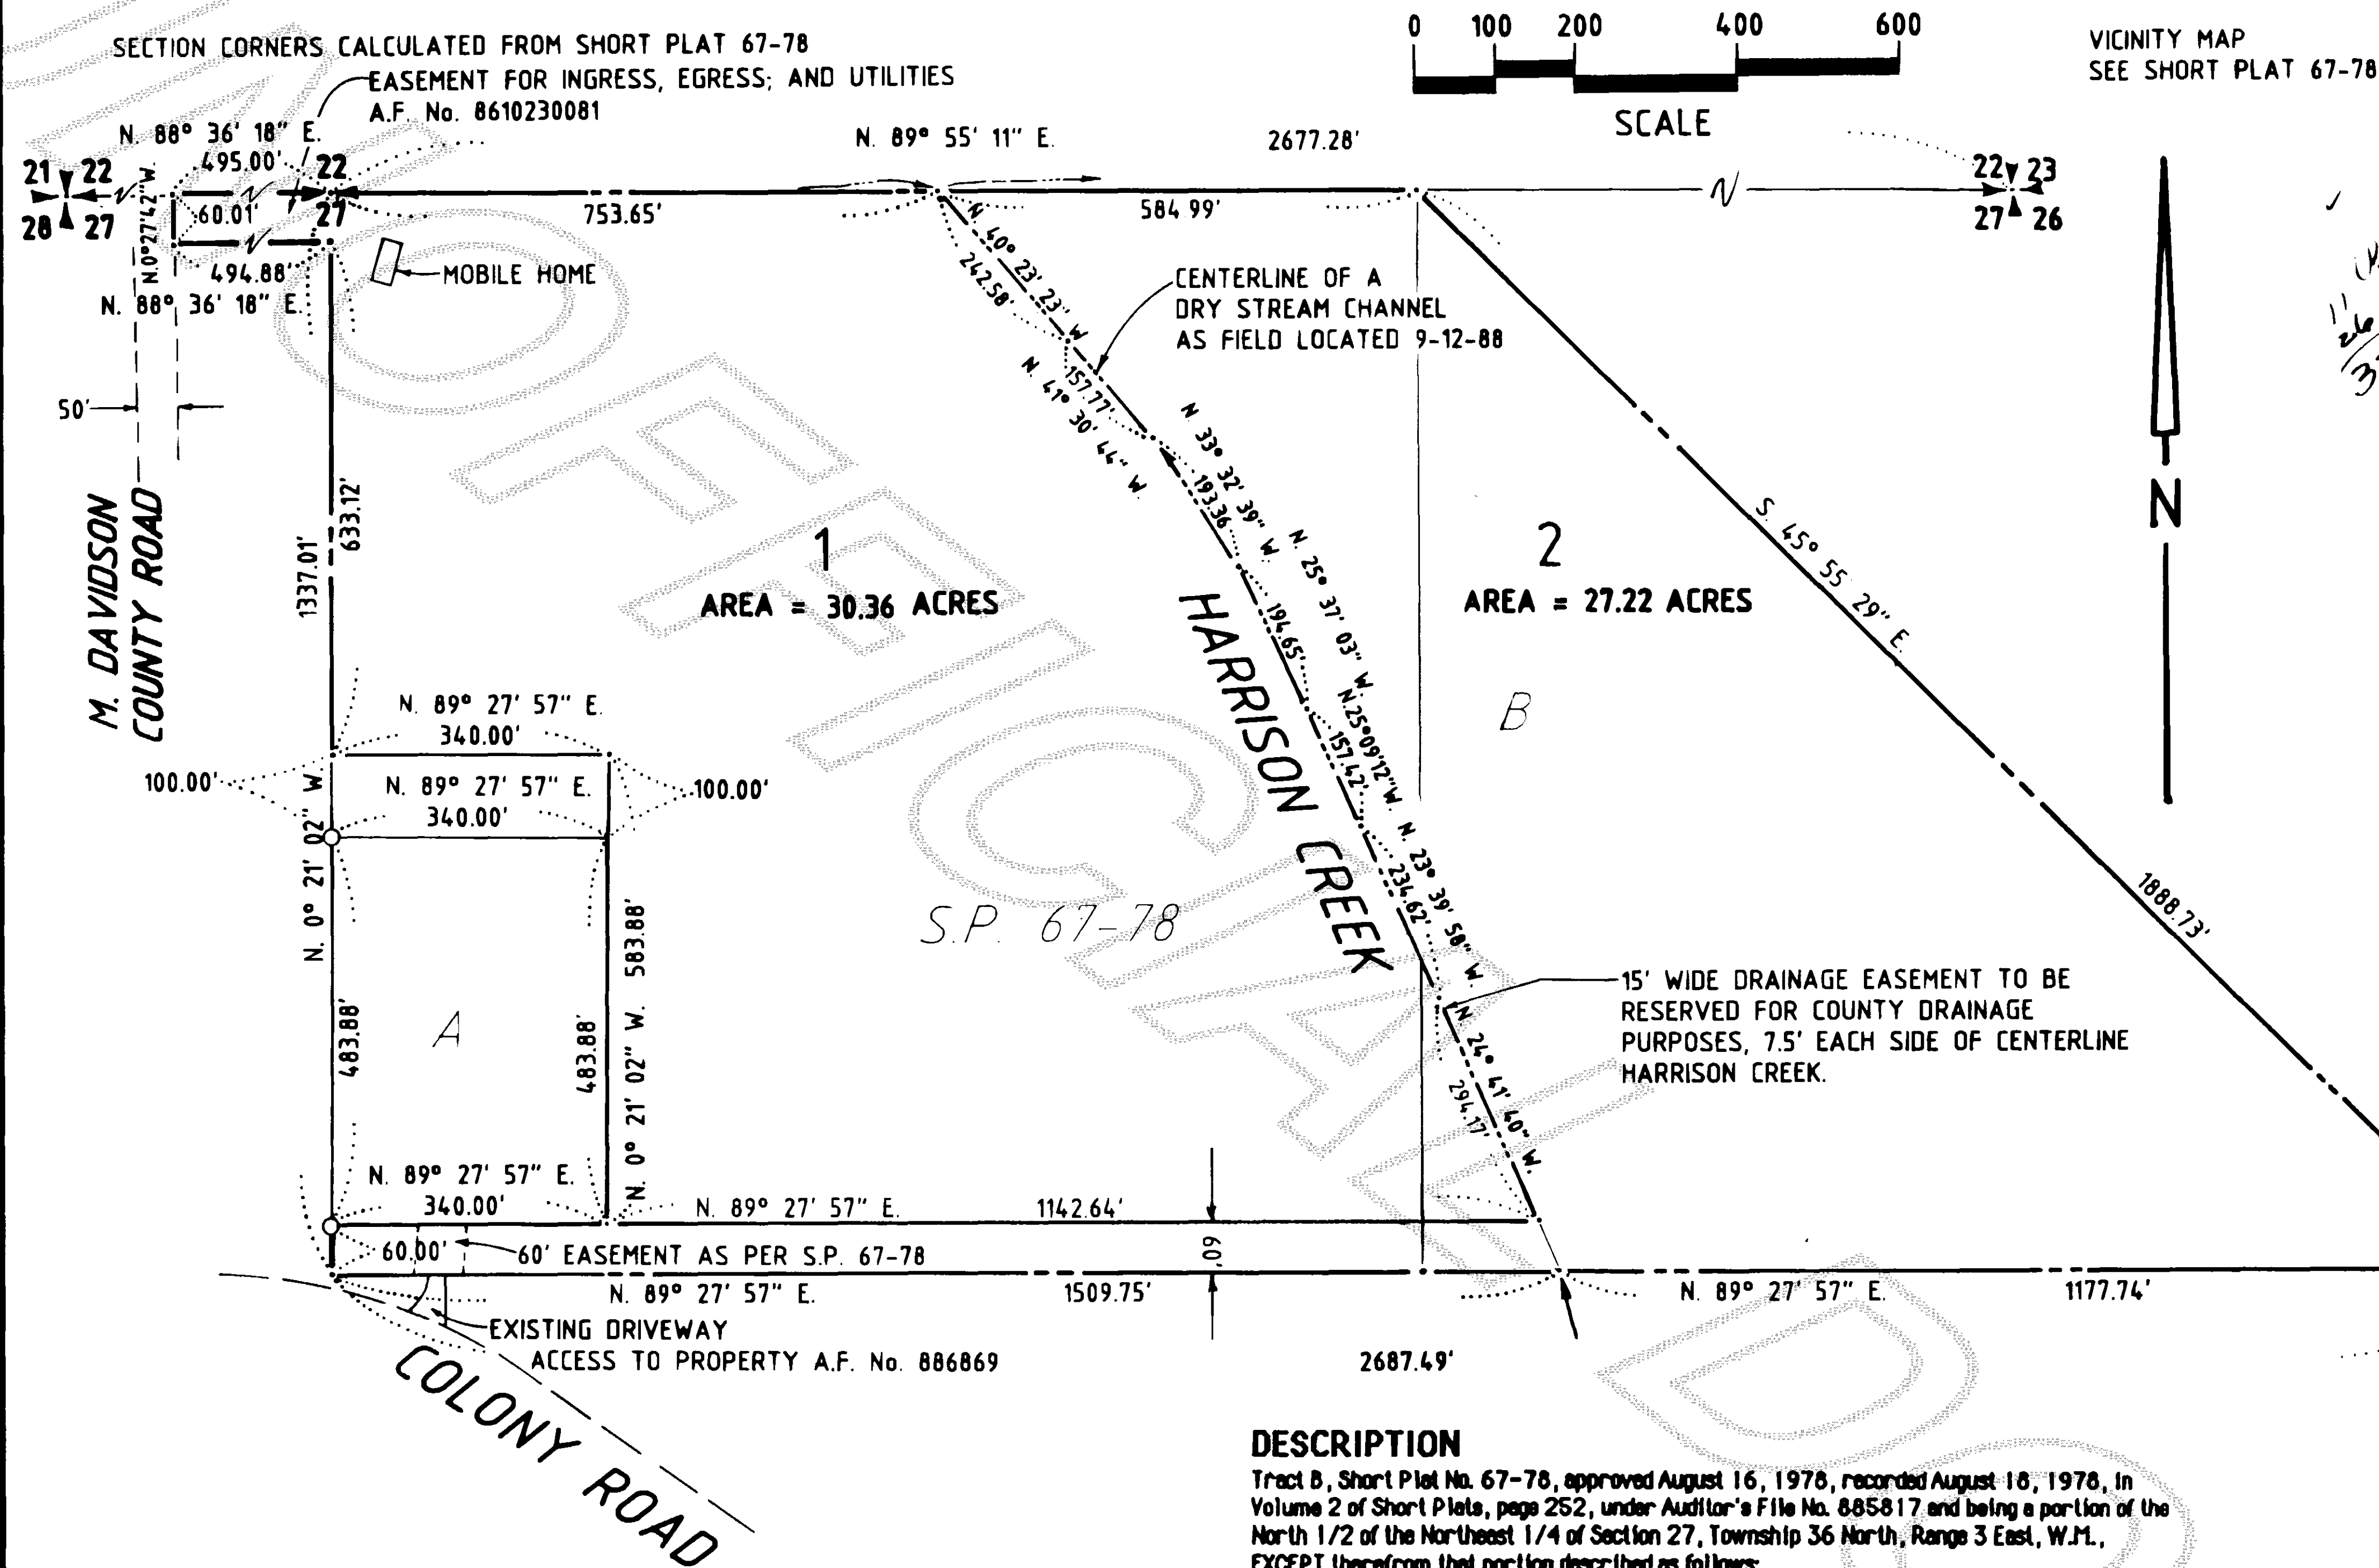 SECTION CORNERS CALCULATED FROM SHORT PLAT 67-78
EASEMENT FOR INGRESS, EGRESS; AND UTILITIES
A.F. No. 8610230081
0 100 200 400 600
SCALE
VICINITY MAP
SEE SHORT PLAT 67-78
N. 88° 36' 18" E.
495.00'
21 22
28 27
22
27
N. 89° 55' 11" E.
2677.28'
22 23
27 26
N.0°27'42"W.
60.01'
494.88'
N. 88° 36' 18" E.
753.65'
584.99'
MOBILE HOME
N 40° 23' 23" W
242.58'
CENTERLINE OF A
DRY STREAM CHANNEL
AS FIELD LOCATED 9-12-88
157.77'
N. 41° 30' 44" W.
50'
M. DAVIDSON
COUNTY ROAD
1337.01'
633.12'
N 33° 32' 39" W.
193.36
N. 25° 37' 03" W.
194.65'
1
AREA = 30.36 ACRES
2
AREA = 27.22 ACRES
S. 45° 55 29" E.
1888.73'
N
HARRISON CREEK
N.25°09'12"W.
157.42'
N. 23° 39' 58" W.
234.62'
B
N. 89° 27' 57" E.
340.00'
100.00'
N. 89° 27' 57" E.
340.00'
100.00'
N. 0° 21' 02" W
S.P. 67-78
A
483.88'
483.88'
N. 0° 21' 02" W. 583.88'
15' WIDE DRAINAGE EASEMENT TO BE
RESERVED FOR COUNTY DRAINAGE
PURPOSES, 7.5' EACH SIDE OF CENTERLINE
HARRISON CREEK.
N 24° 41' 40" W.
294.17'
N. 89° 27' 57" E.
340.00'
N. 89° 27' 57" E.
1142.64'
60.00'
60' EASEMENT AS PER S.P. 67-78
60'
N. 89° 27' 57" E.
1509.75'
N. 89° 27' 57" E.
1177.74'
EXISTING DRIVEWAY
ACCESS TO PROPERTY A.F. No. 886869
2687.49'
COLONY ROAD
DESCRIPTION
Tract B, Short Plat No. 67-78, approved August 16, 1978, recorded August 18, 1978, in
Volume 2 of Short Plats, page 252, under Auditor's File No. 885817 and being a portion of the
North 1/2 of the Northeast 1/4 of Section 27, Township 36 North, Range 3 East, W.M.,
EXCEPT therefrom that portion described as follows: